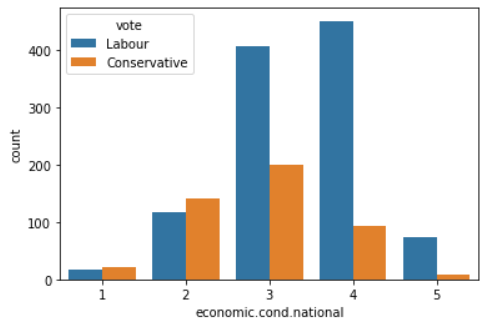 vote
Labour
Conservative
400
300
200
100
0
count
1 2 3 4 5
economic.cond.national